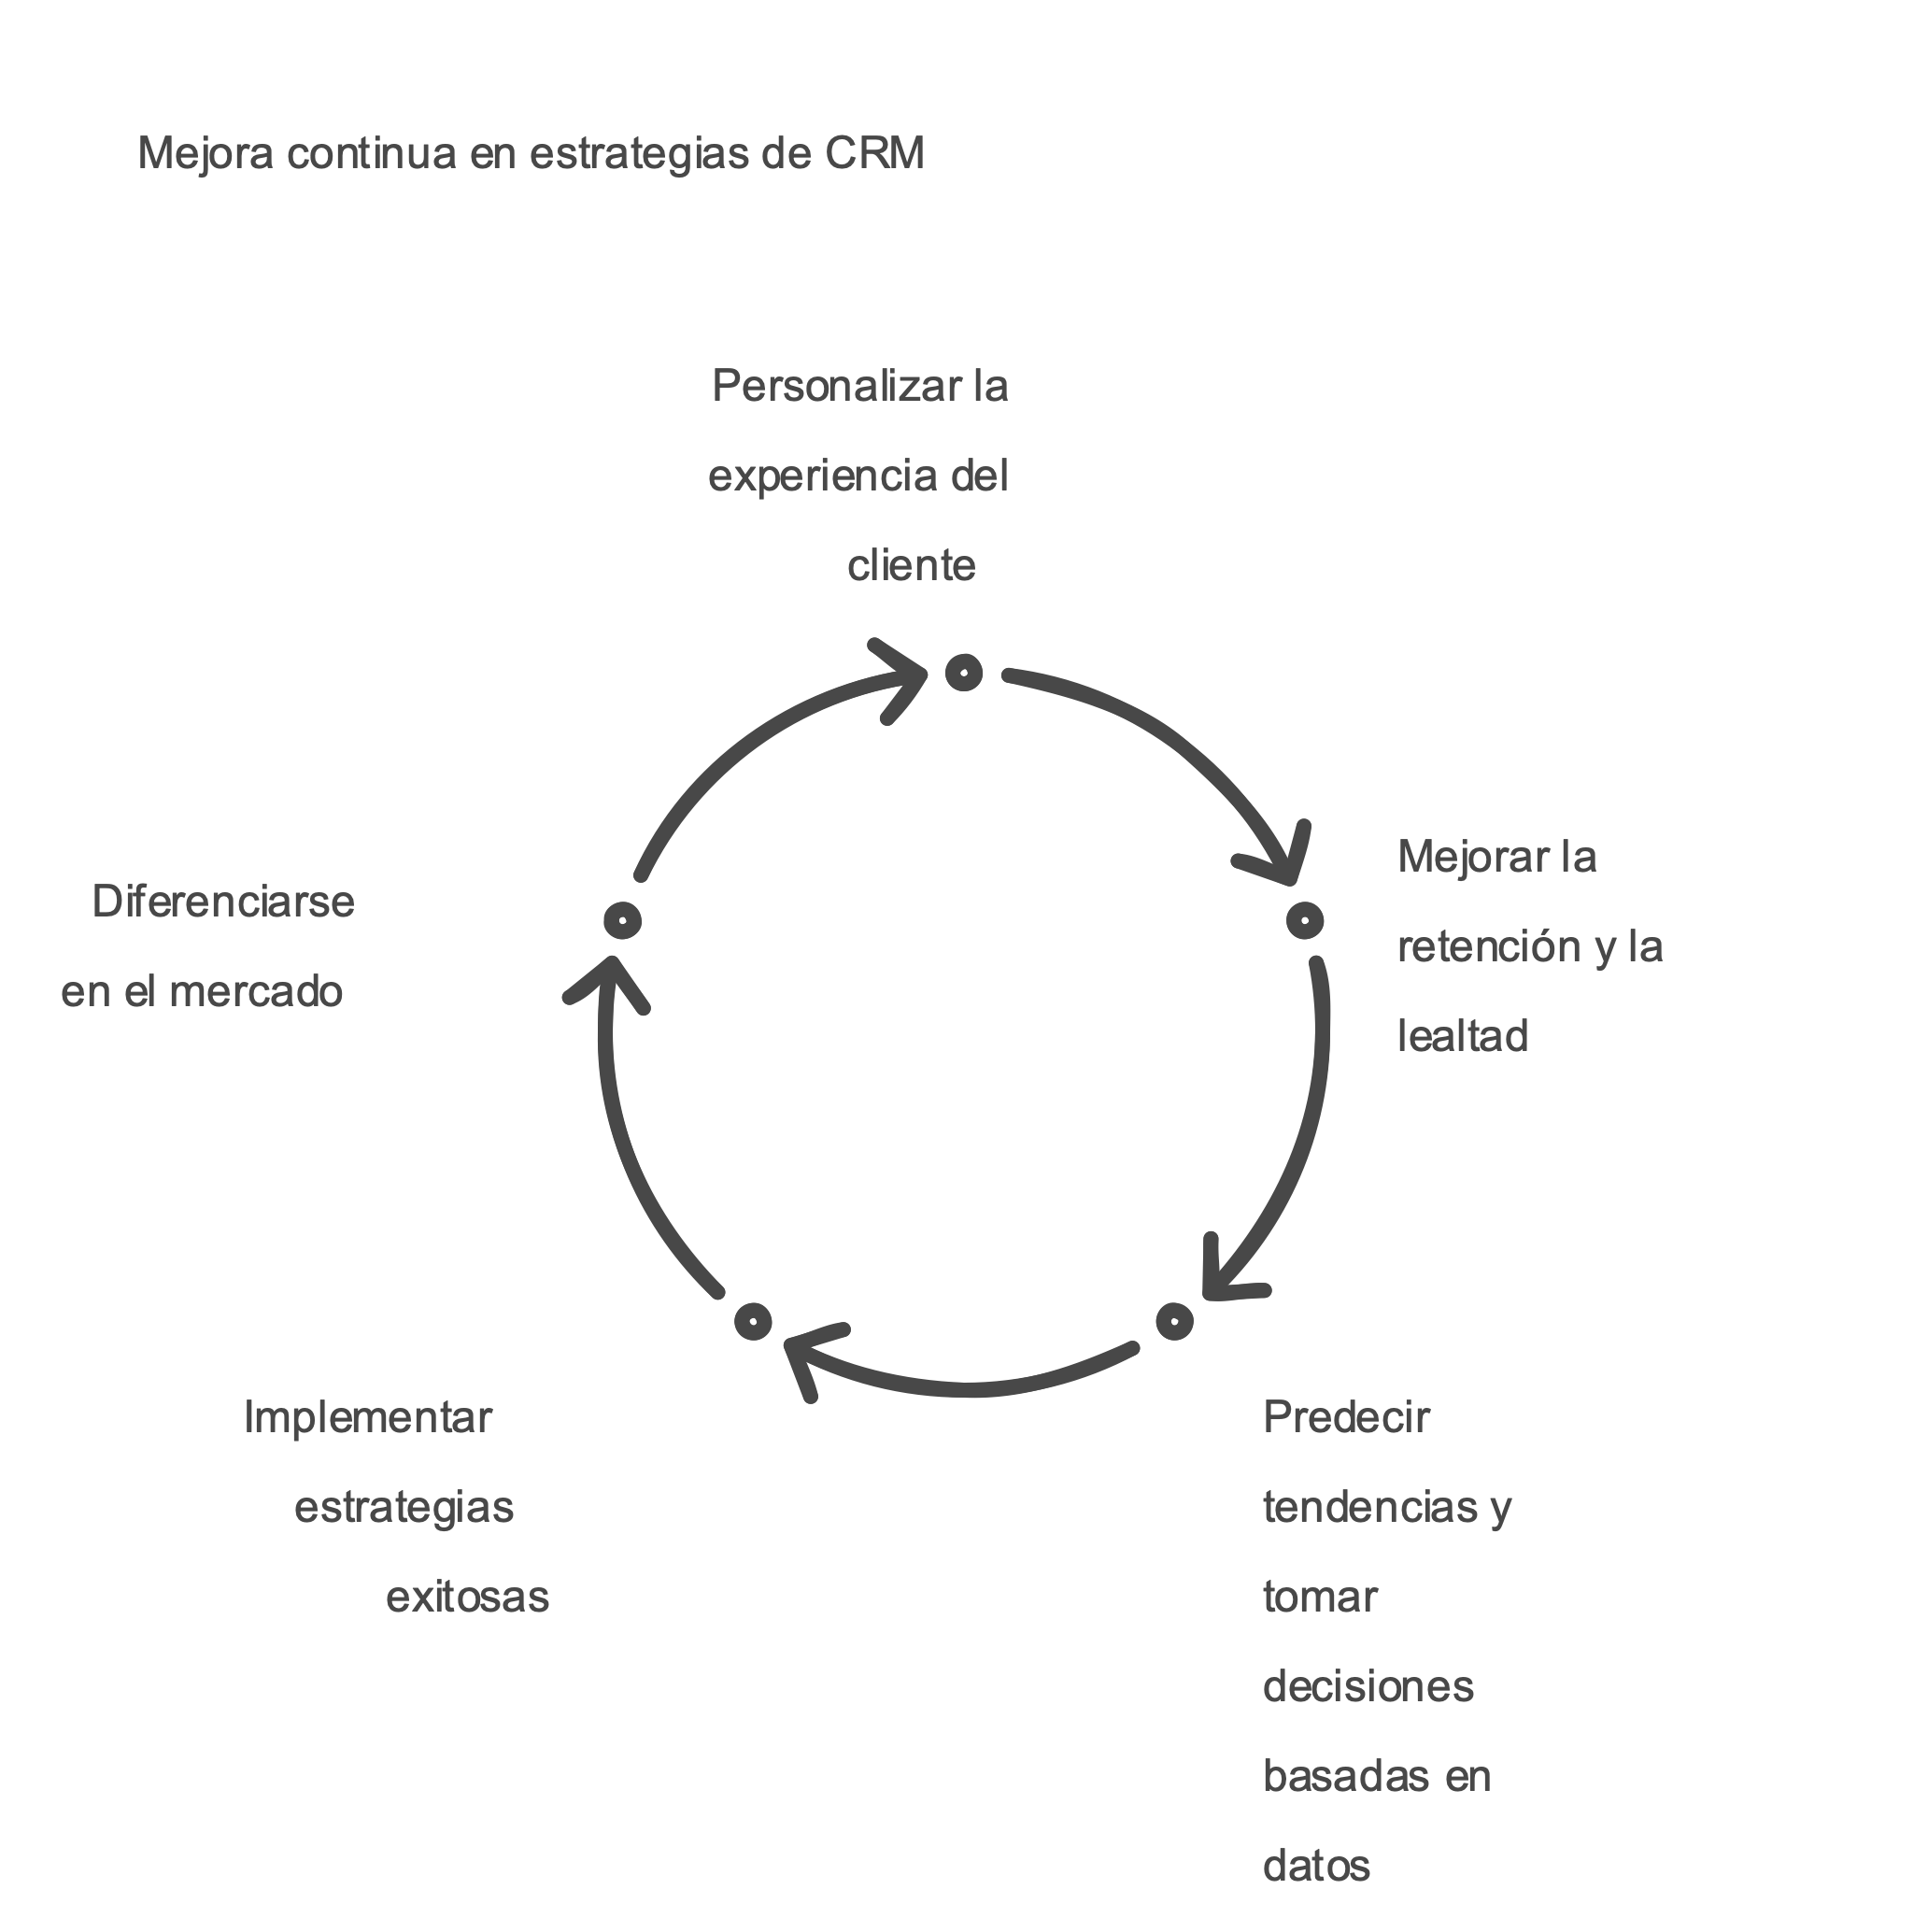 Mejora continua en estrategias de CRM
Personalizar la
experiencia del
cliente
Mejorar la
retención y la
lealtad
Predecir
tendencias y
tomar
decisiones
basadas en
datos
Implementar
estrategias
exitosas
Diferenciarse
en el mercado